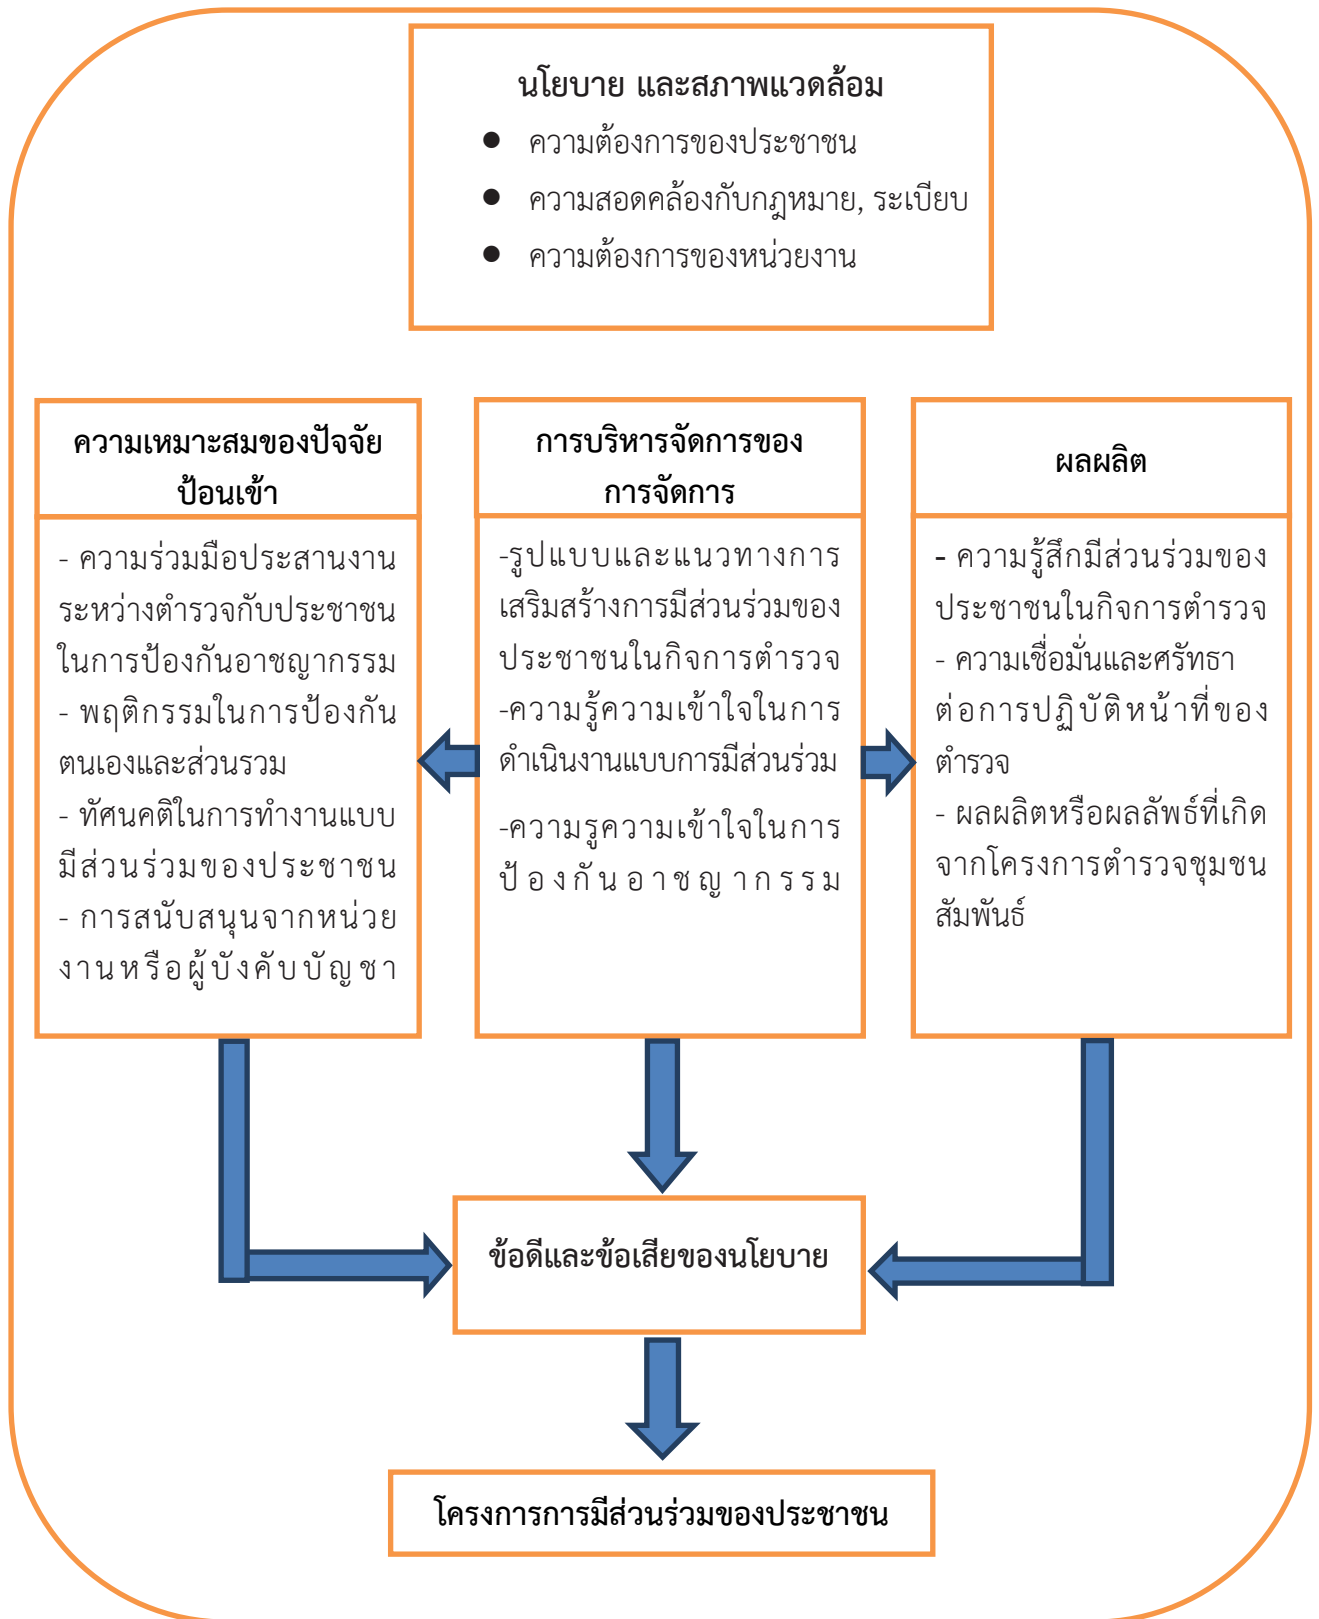 นโยบาย และสภาพแวดล้อม
● ความต้องการของประชาชน
● ความสอดคล้องกับกฎหมาย, ระเบียบ
● ความต้องการของหน่วยงาน
ความเหมาะสมของปัจจัย
ป้อนเข้า
- ความร่วมมือประสานงาน
ระหว่างตำรวจกับประชาชน
ในการป้องกันอาชญากรรม
- พฤติกรรมในการป้องกัน
ตนเองและส่วนรวม
- ทัศนคติในการทำงานแบบ
มีส่วนร่วมของประชาชน
- การสนับสนุนจากหน่วย
งานหรือผู้บังคับบัญชา
การบริหารจัดการของ
การจัดการ
-รูปแบบและแนวทางการ
เสริมสร้างการมีส่วนร่วมของ
ประชาชนในกิจการตำรวจ
-ความรู้ความเข้าใจในการ
ดำเนินงานแบบการมีส่วนร่วม
-ความรูความเข้าใจในการ
ป้องกันอาชญากรรม
ผลผลิต
- ความรู้สึกมีส่วนร่วมของ
ประชาชนในกิจการตำรวจ
- ความเชื่อมั่นและศรัทธา
ต่อการปฏิบัติหน้าที่ของ
ตำรวจ
- ผลผลิตหรือผลลัพธ์ที่เกิด
จากโครงการตำรวจชุมชน
สัมพันธ์
ข้อดีและข้อเสียของนโยบาย
โครงการการมีส่วนร่วมของประชาชน